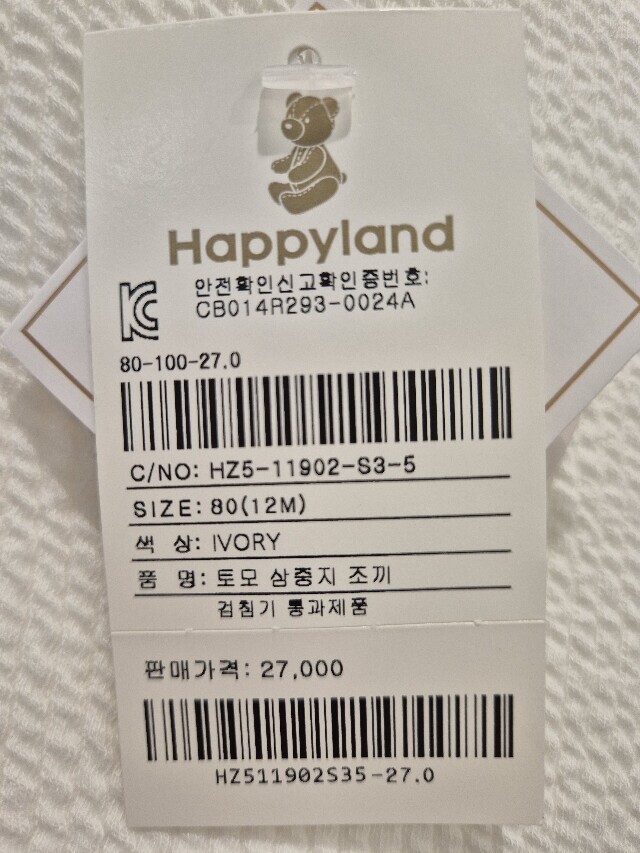 Happyland
안전확인신고확인증번호:
CB014R293-0024A
80-100-27.0
C/NO: HZ5-11902-S3-5
SIZE: 80(12M)
색 상: IVORY
품 명: 토모 삼중지 조끼
검침기 통과제품
판매가격: 27,000
HZ511902S35-27.0